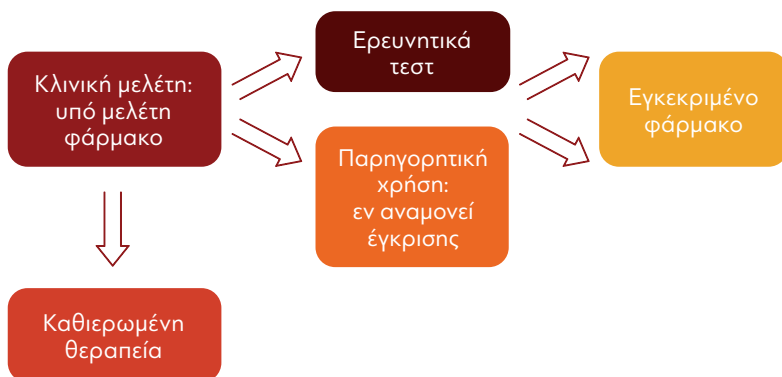 Κλινική μελέτη:
υπό μελέτη
φάρμακο
Ερευνητικά
τεστ
Παρηγορητική
χρήση:
εν αναμονεί
έγκρισης
Εγκεκριμένο
φάρμακο
Καθιερωμένη
θεραπεία